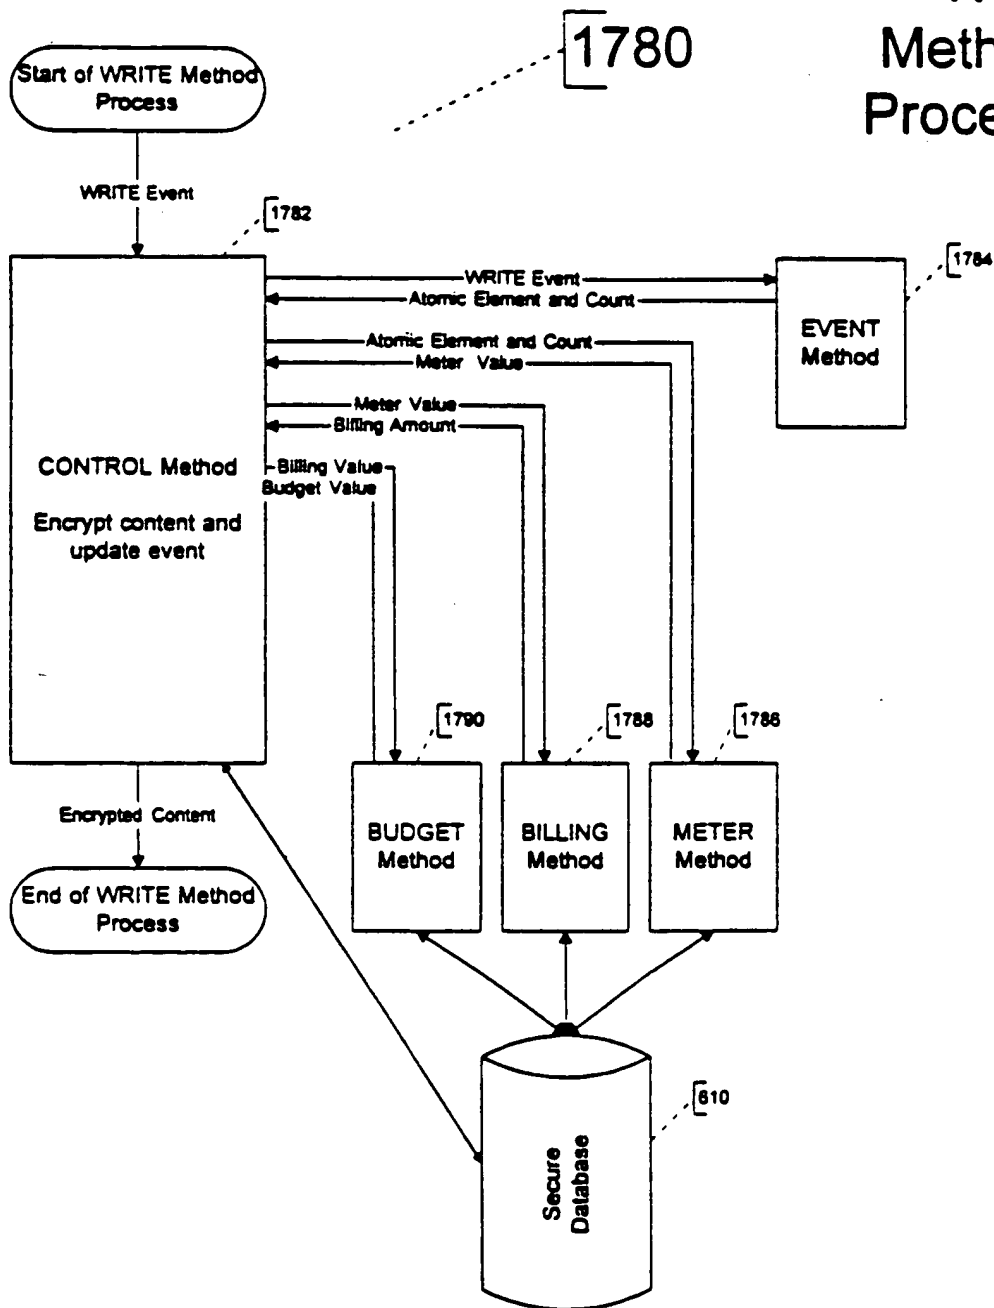 1780
Meth
Proce
Start of WRITE Method
Process
WRITE Event
1782
WRITE Event
Atomic Element and Count
1784
EVENT
Method
Atomic Element and Count
Meter Value
Meter Value
Billing Amount
CONTROL Method
Billing Value
Budget Value
Encrypt content and
update event
1790
1788
1786
Encrypted Content
BUDGET
Method
BILLING
Method
METER
Method
End of WRITE Method
Process
610
Secure
Database